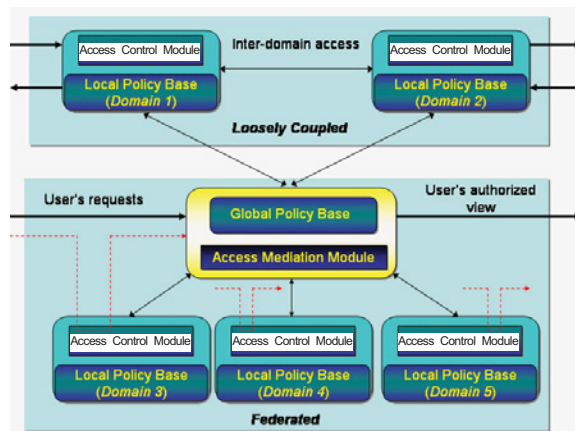 Access Control Module
Inter-domain access
Access Control Module
Local Policy Base
(Domain 1)
Local Policy Base
(Domain 2)
Loosely Coupled
User's requests
Global Policy Base
User's authorized
view
Access Mediation Module
Access Control Module
Access Control Module
Access Control Module
Local Policy Base
(Domain 3)
Local Policy Base
(Domain 4)
Local Policy Base
(Domain 5)
Federated